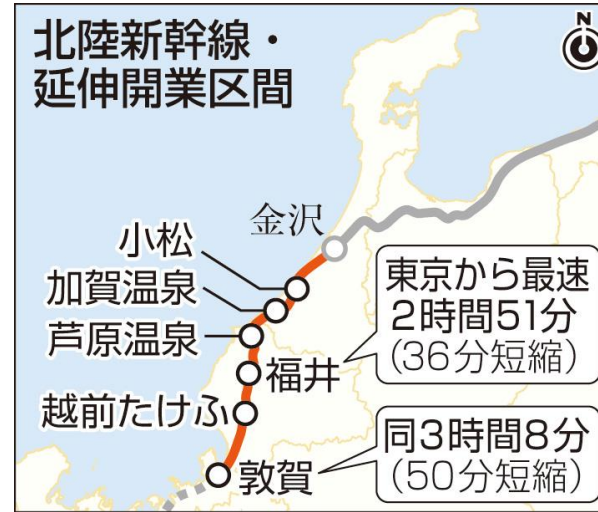 北陸新幹線・
延伸開業区間
N
金沢
小松
加賀温泉
芦原温泉
福井
越前たけふ
敦賀
東京から最速
2時間51分
(36分短縮)
同3時間8分
(50分短縮)